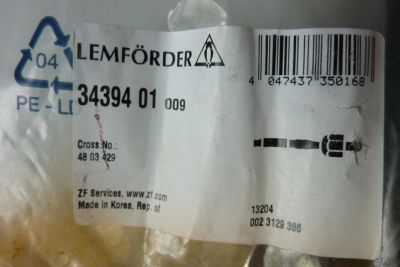 LEMFÖRDER
34394 01 009
4 047437 350168
Cross.No.:
48 03 429
ZF Services, www.zf.com
Made in Korea, Rep. of
13204
002 3129 386
04
PE - LD